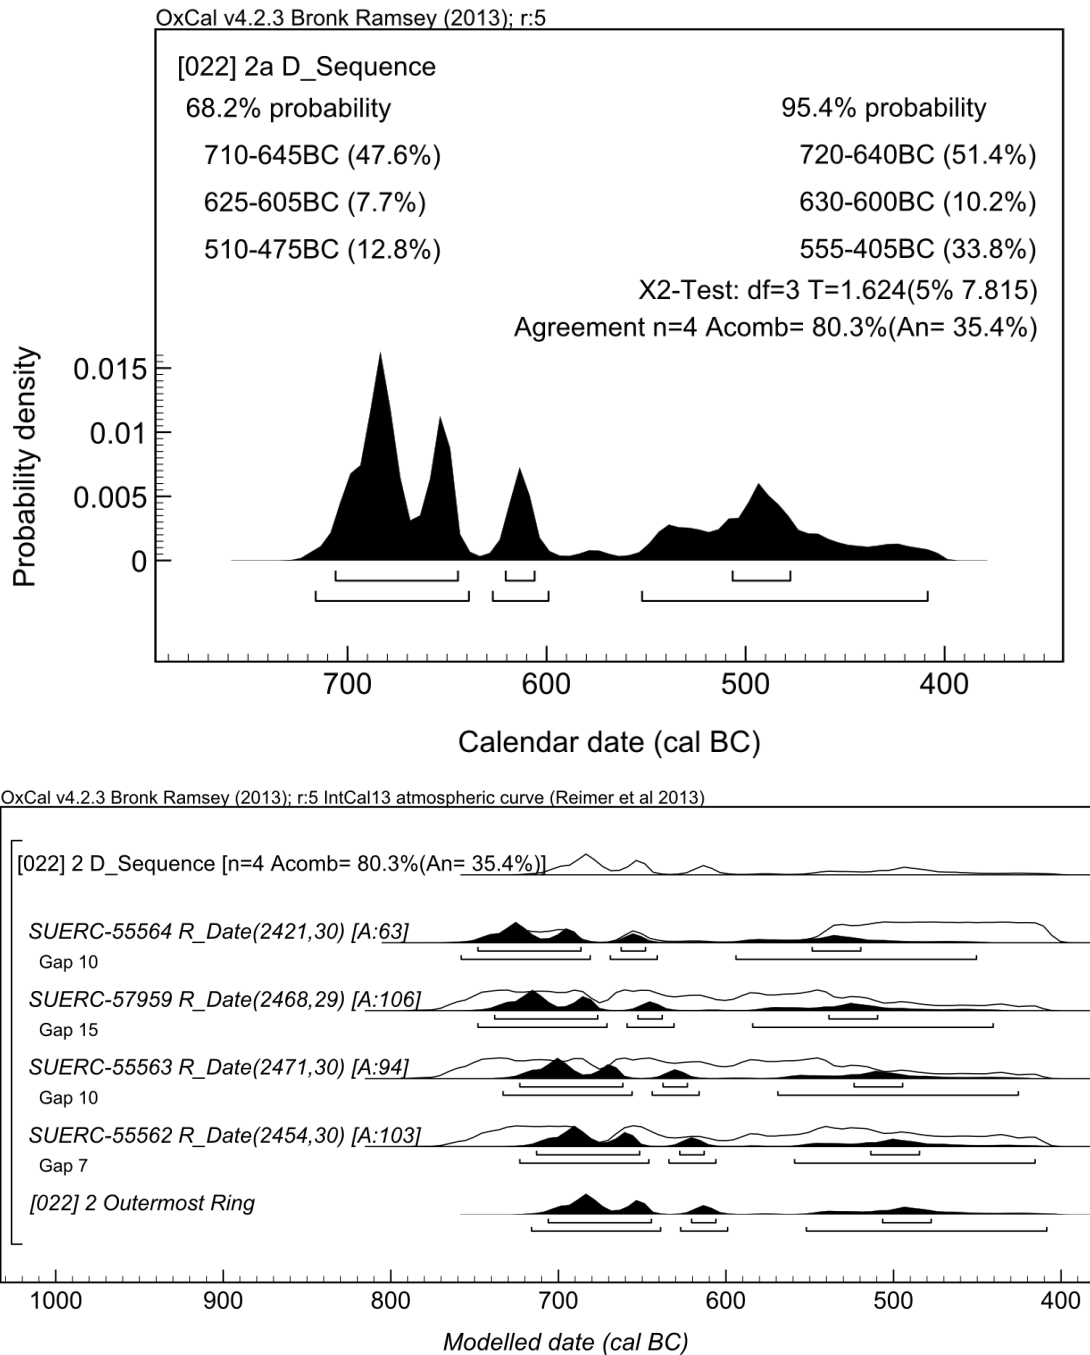 OxCal v4.2.3 Bronk Ramsey (2013); r:5
[022] 2a D_Sequence
68.2% probability 95.4% probability
710-645BC (47.6%) 720-640BC (51.4%)
625-605BC (7.7%) 630-600BC (10.2%)
510-475BC (12.8%) 555-405BC (33.8%)
X2-Test: df=3 T=1.624(5% 7.815)
Agreement n=4 Acomb= 80.3%(An= 35.4%)
Probability density
0.015
0.01
0.005
0
700 600 500 400
Calendar date (cal BC)
OxCal v4.2.3 Bronk Ramsey (2013); r:5 IntCal13 atmospheric curve (Reimer et al 2013)
[022] 2 D_Sequence [n=4 Acomb= 80.3%(An= 35.4%)]
SUERC-55564 R_Date(2421,30) [A:63]
Gap 10
SUERC-57959 R_Date(2468,29) [A:106]
Gap 15
SUERC-55563 R_Date(2471,30) [A:94]
Gap 10
SUERC-55562 R_Date(2454,30) [A:103]
Gap 7
[022] 2 Outermost Ring
1000 900 800 700 600 500 400
Modelled date (cal BC)